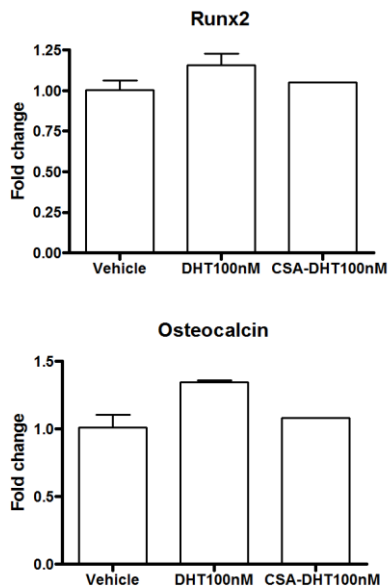 Runx2
1.25
1.00
0.75
0.50
0.25
0.00
Fold change
Vehicle DHT100nM CSA-DHT100nM
Osteocalcin
1.5
1.0
0.5
0.0
Fold change
Vehicle DHT100nM CSA-DHT100nM